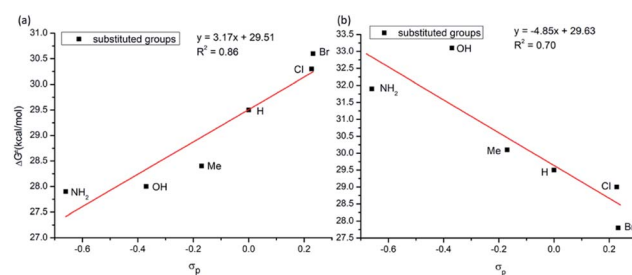 (a)
substituted groups
y = 3.17x + 29.51
R² = 0.86
31.0
30.5
30.0
29.5
29.0
28.5
28.0
27.5
27.0
ΔG‡(kcal/mol)
Br
Cl
H
Me
OH
NH₂
-0.6
-0.4
-0.2
0.0
0.2
σₚ
(b)
substituted groups
y = -4.85x + 29.63
R² = 0.70
33.5
33.0
32.5
32.0
31.5
31.0
30.5
30.0
29.5
29.0
28.5
28.0
27.5
OH
NH₂
Me
H
Cl
Br
-0.6
-0.4
-0.2
0.0
0.2
σₚ